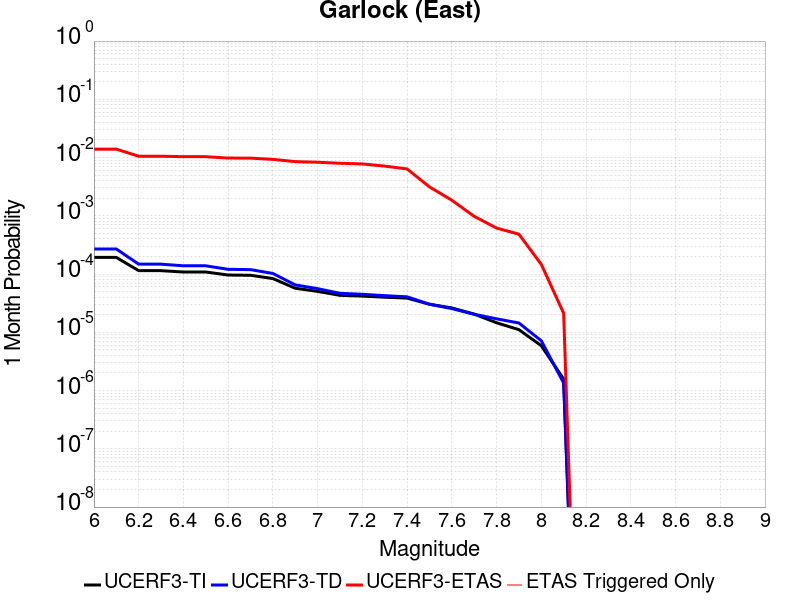 Garlock (East)
10^0
10^-1
10^-2
10^-3
10^-4
10^-5
10^-6
10^-7
10^-8
1 Month Probability
6 6.2 6.4 6.6 6.8 7 7.2 7.4 7.6 7.8 8 8.2 8.4 8.6 8.8 9
Magnitude
UCERF3-TI UCERF3-TD UCERF3-ETAS ETAS Triggered Only